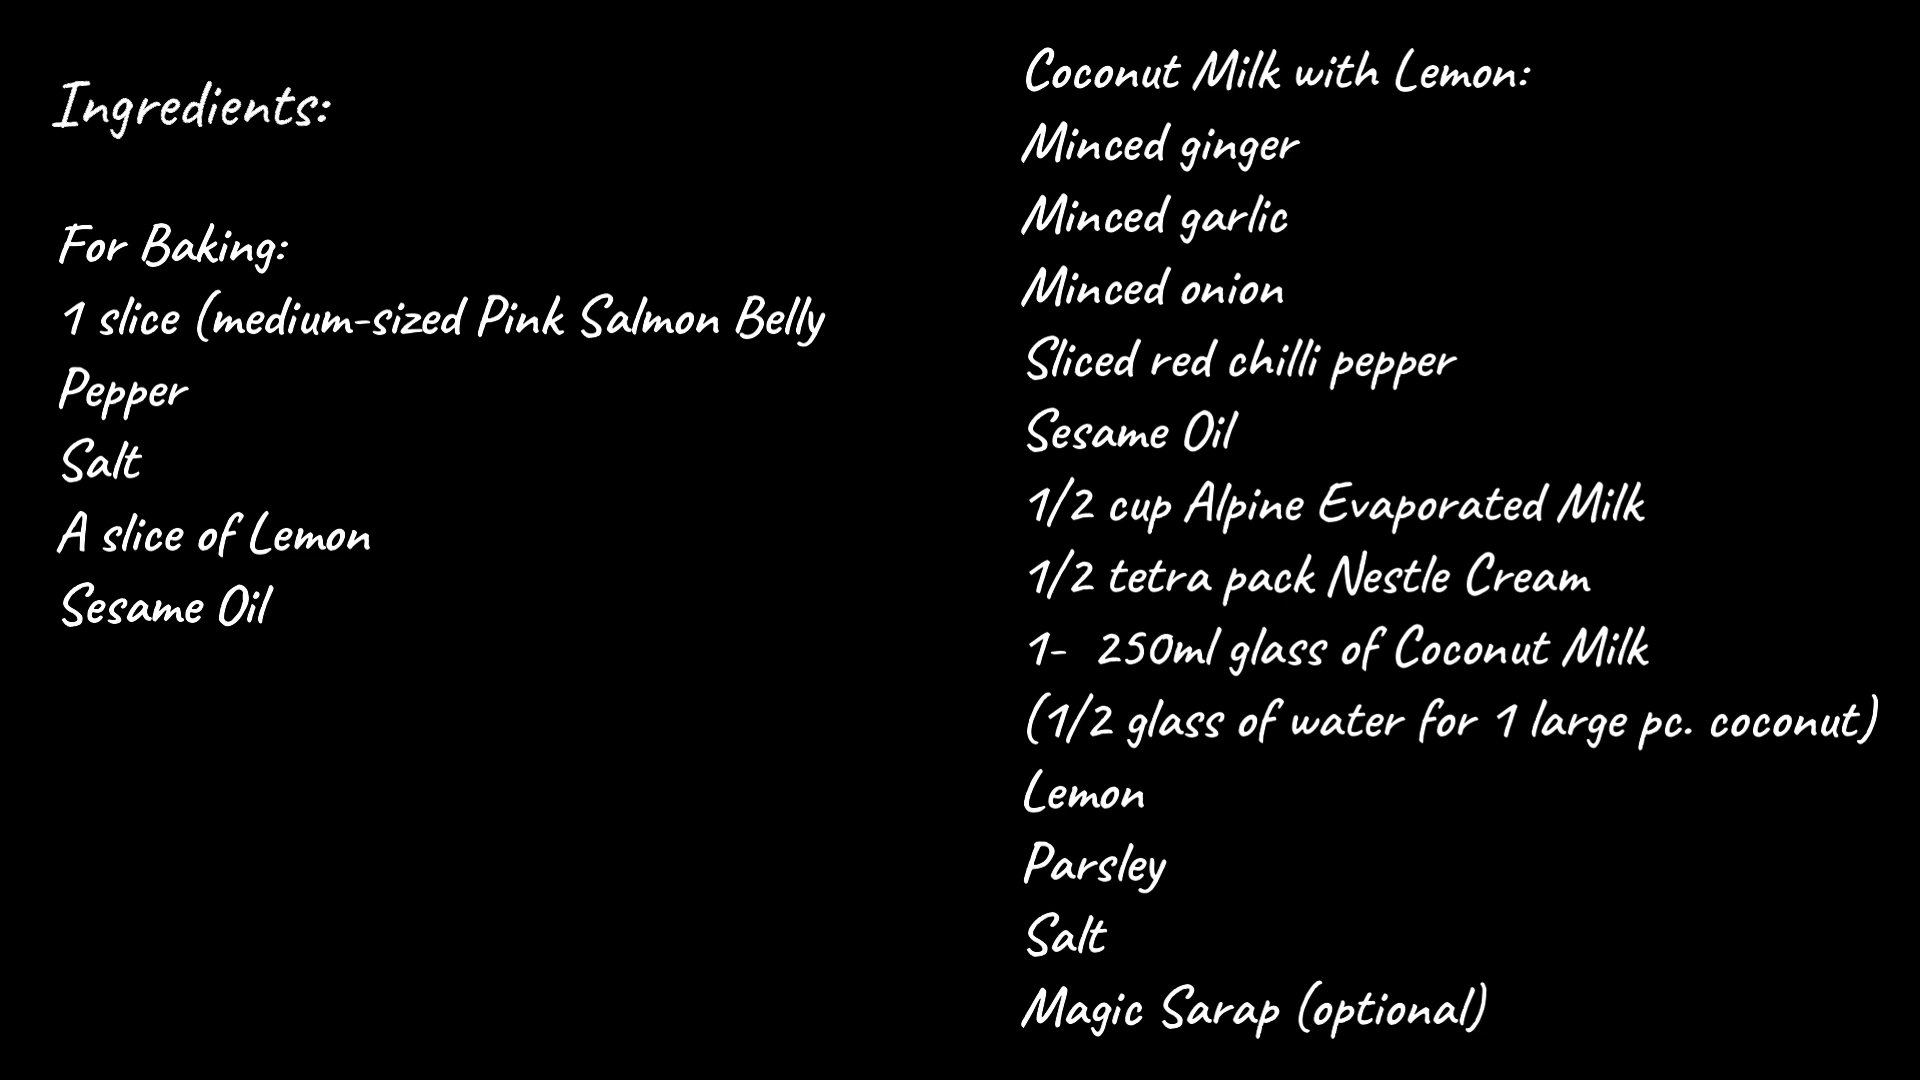 Ingredients:
For Baking:
1 slice (medium-sized Pink Salmon Belly
Pepper
Salt
A slice of Lemon
Sesame Oil
Coconut Milk with Lemon:
Minced ginger
Minced garlic
Minced onion
Sliced red chilli pepper
Sesame Oil
1/2 cup Alpine Evaporated Milk
1/2 tetra pack Nestle Cream
1-  250ml glass of Coconut Milk
(1/2 glass of water for 1 large pc. coconut)
Lemon
Parsley
Salt
Magic Sarap (optional)